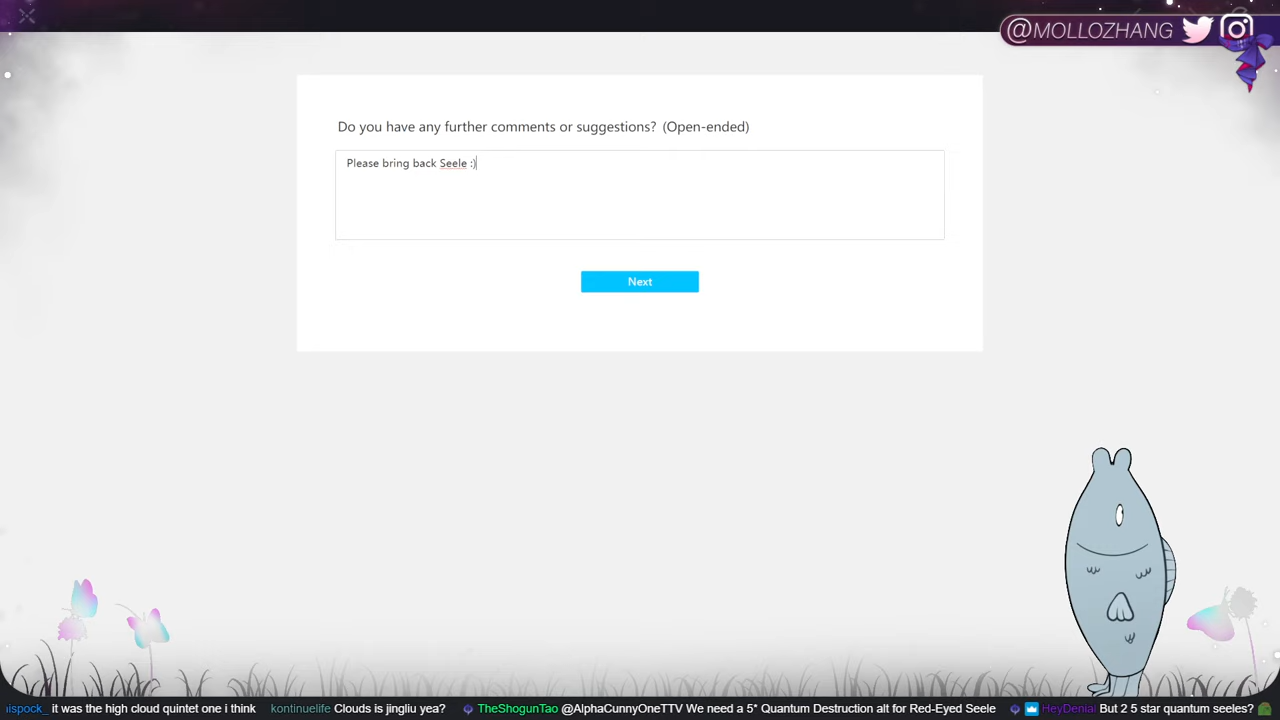 @MOLLOZHANG
Do you have any further comments or suggestions? (Open-ended)
Please bring back Seele :)
Next
ispock_ it was the high cloud quintet one i think kontinuelife Clouds is jingliu yea? TheShogunTao @AlphaCunnyOneTTV We need a 5* Quantum Destruction alt for Red-Eyed Seele HeyDenial But 2 5 star quantum seeles?